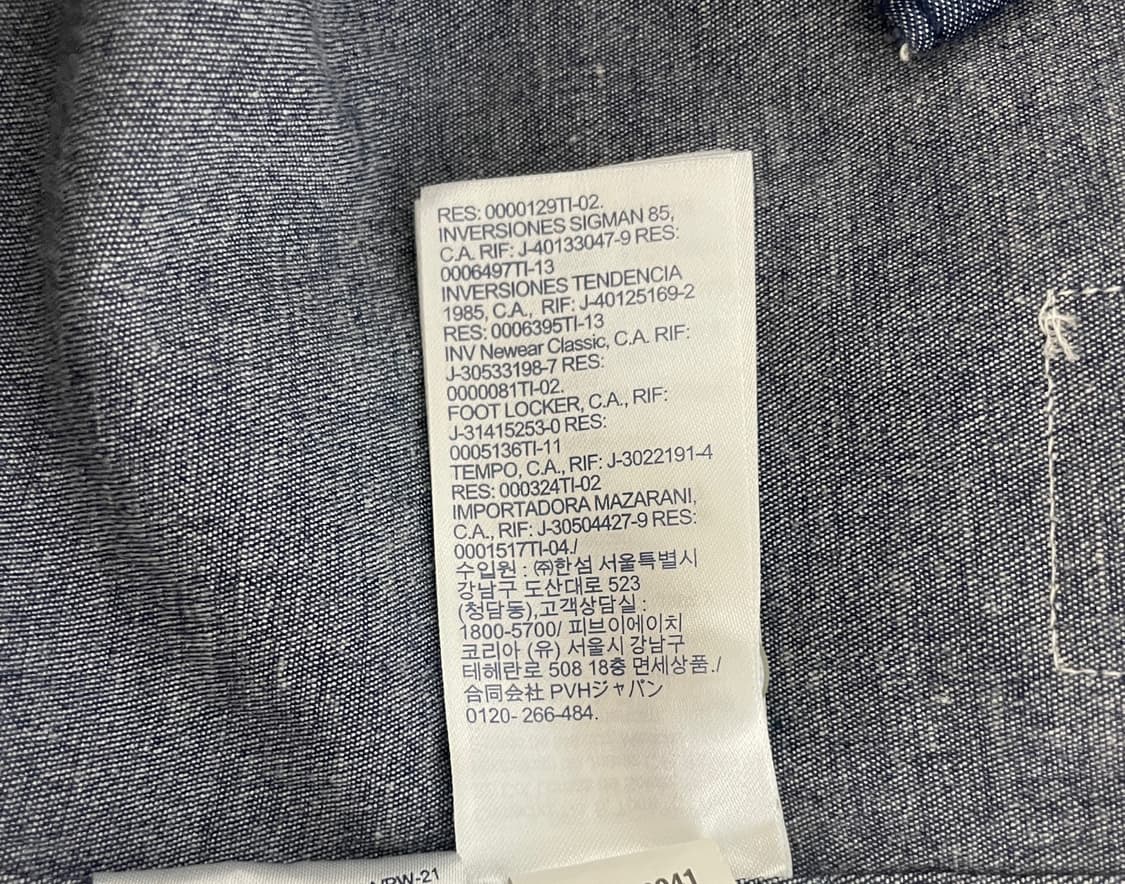 RES: 0000129TI-02.
INVERSIONES SIGMAN 85,
C.A. RIF: J-40133047-9 RES:
0006497TI-13
INVERSIONES TENDENCIA
1985, C.A., RIF: J-40125169-2
RES: 0006395TI-13
INV Newear Classic, C.A. RIF:
J-30533198-7 RES:
0000081TI-02.
FOOT LOCKER, C.A., RIF:
J-31415253-0 RES:
0005136TI-11
TEMPO, C.A., RIF: J-3022191-4
RES: 000324TI-02
IMPORTADORA MAZARANI,
C.A., RIF: J-30504427-9 RES:
0001517TI-04./
수입원 : ㈜한섬 서울특별시
강남구 도산대로 523
(청담동),고객상담실 :
1800-5700/ 피브이에이치
코리아 (유) 서울시 강남구
테헤란로 508 18층 면세상품./
合同会社 PVHジャパン
0120- 266-484.